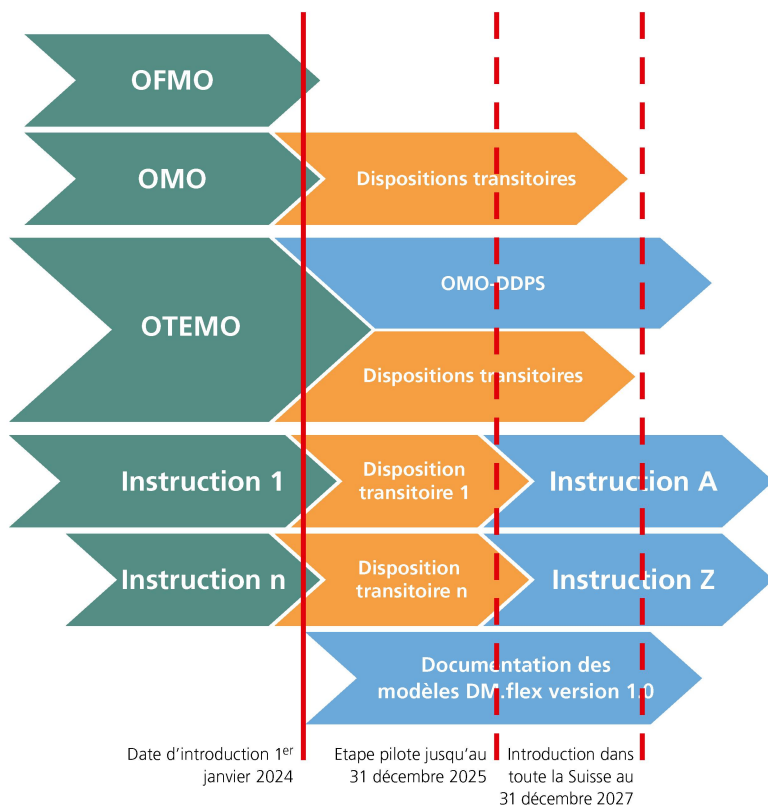 OFMO
OMO
Dispositions transitoires
OTEMO
OMO-DDPS
Dispositions transitoires
Instruction 1
Disposition
transitoire 1
Instruction A
Instruction n
Disposition
transitoire n
Instruction Z
Documentation des
modèles DM.flex version 1.0
Date d’introduction 1er
janvier 2024
Etape pilote jusqu’au
31 décembre 2025
Introduction dans
toute la Suisse au
31 décembre 2027